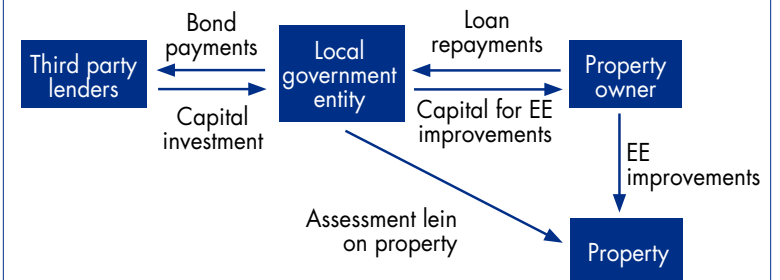 Bond
payments
Loan
repayments
Third party
lenders
Local
government
entity
Property
owner
Capital
investment
Capital for EE
improvements
EE
improvements
Assessment lein
on property
Property